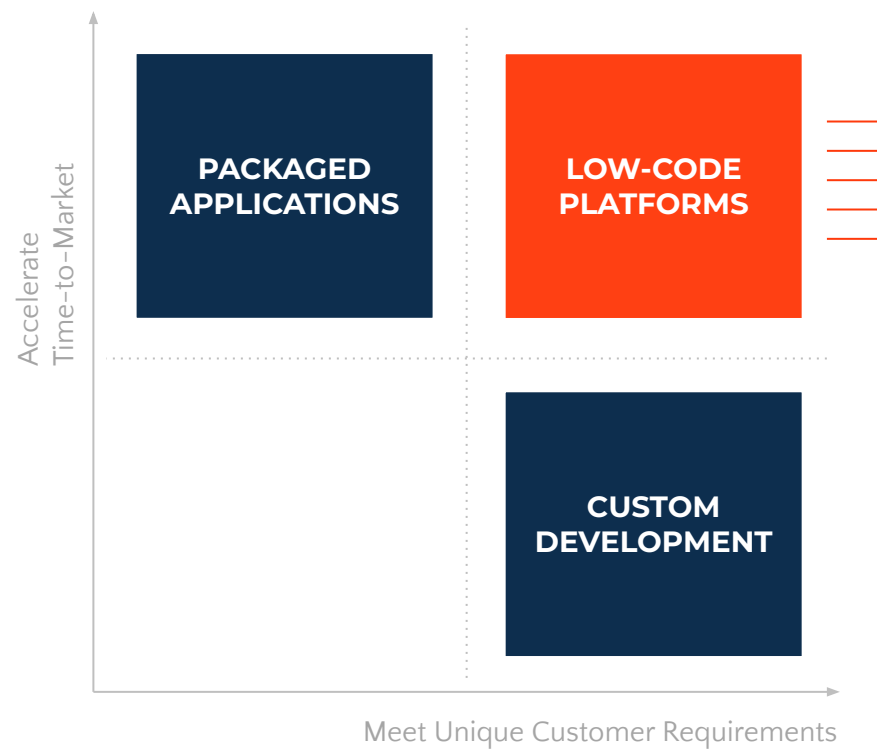 Accelerate
Time-to-Market
PACKAGED
APPLICATIONS
LOW-CODE
PLATFORMS
CUSTOM
DEVELOPMENT
Meet Unique Customer Requirements